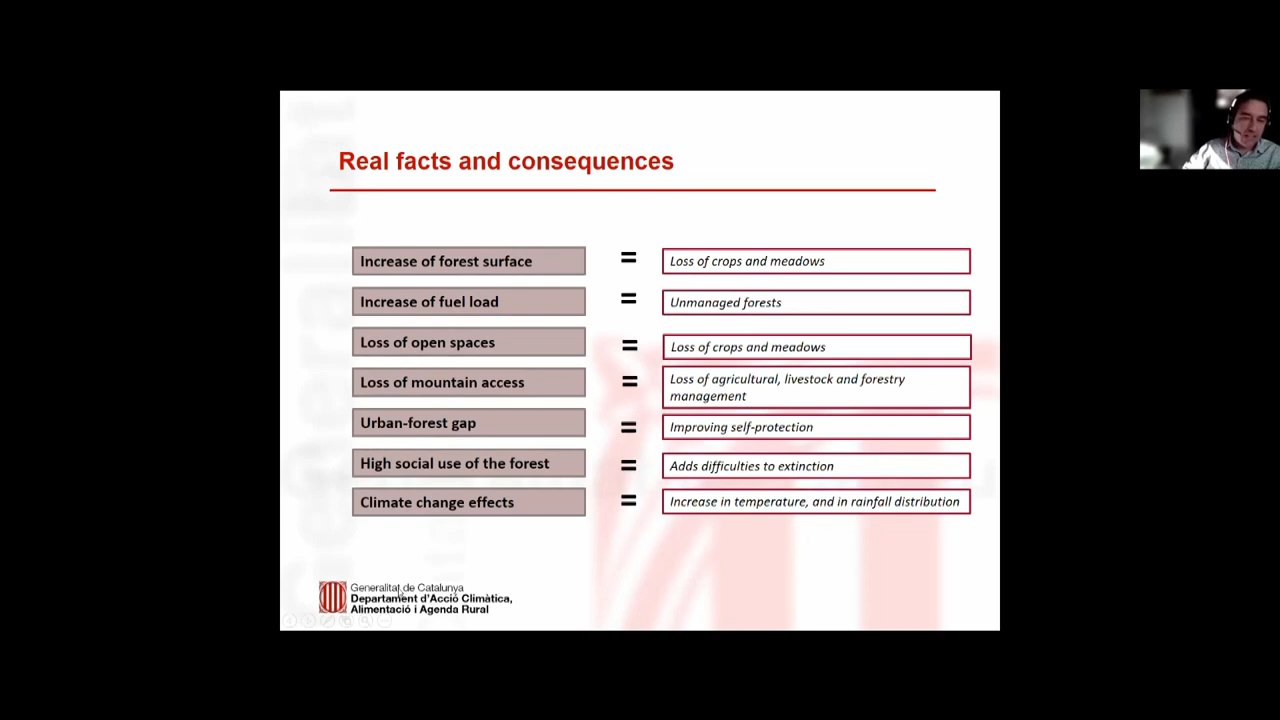 Real facts and consequences
Increase of forest surface = Loss of crops and meadows
Increase of fuel load = Unmanaged forests
Loss of open spaces = Loss of crops and meadows
Loss of mountain access = Loss of agricultural, livestock and forestry
management
Urban-forest gap = Improving self-protection
High social use of the forest = Adds difficulties to extinction
Climate change effects = Increase in temperature, and in rainfall distribution
Generalitat de Catalunya
Departament d'Acció Climàtica,
Alimentació i Agenda Rural